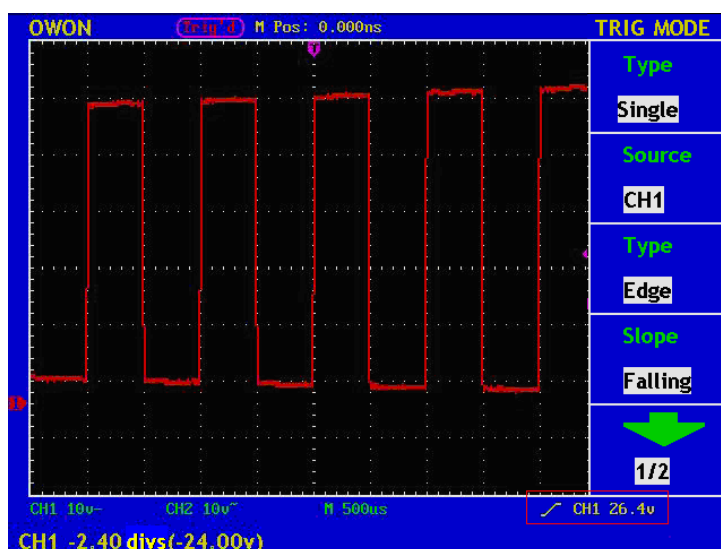 OWON Trig'd M Pos: 0.000ns TRIG MODE
T
Type
Single
Source
CH1
Type
Edge
Slope
Falling
1/2
1
CH1 10v- CH2 10v~ M 500us CH1 26.4v
CH1 -2.40 divs(-24.00v)